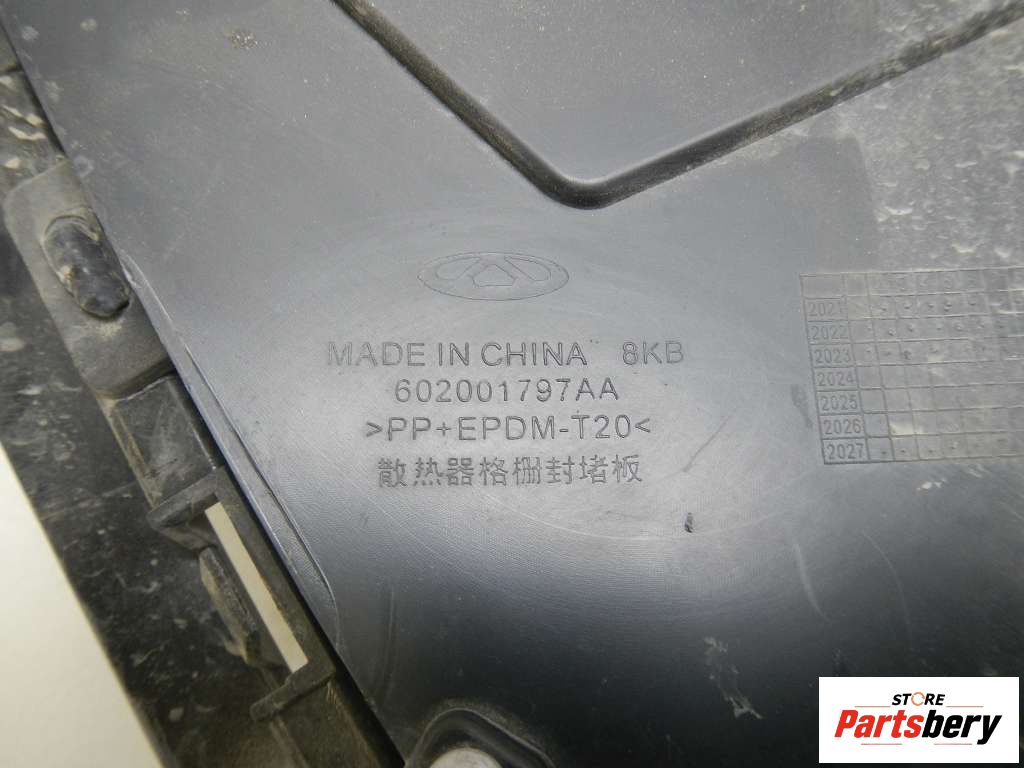 MADE IN CHINA 8KB
602001797AA
>PP+EPDM-T20<
散热器格栅封堵板
2021
2022
2023
2024
2025
2026
2027
STORE
Partsbery